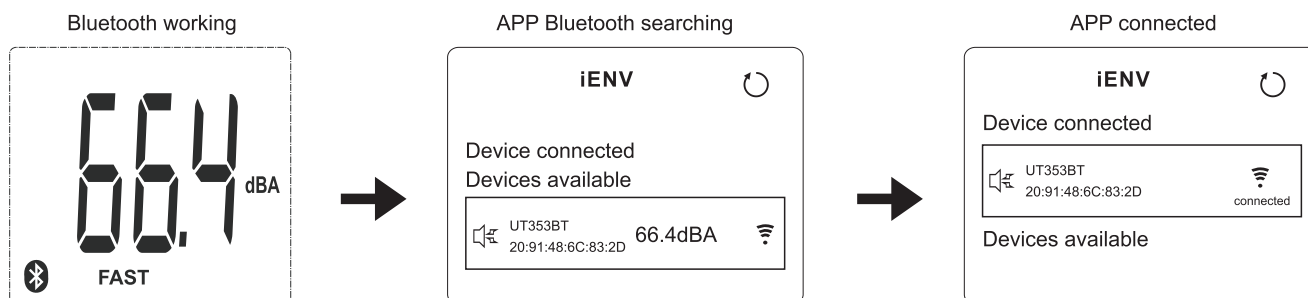 Bluetooth working
66.4
dBA
FAST
APP Bluetooth searching
iENV
Device connected
Devices available
UT353BT
20:91:48:6C:83:2D
66.4dBA
APP connected
iENV
Device connected
UT353BT
20:91:48:6C:83:2D
connected
Devices available